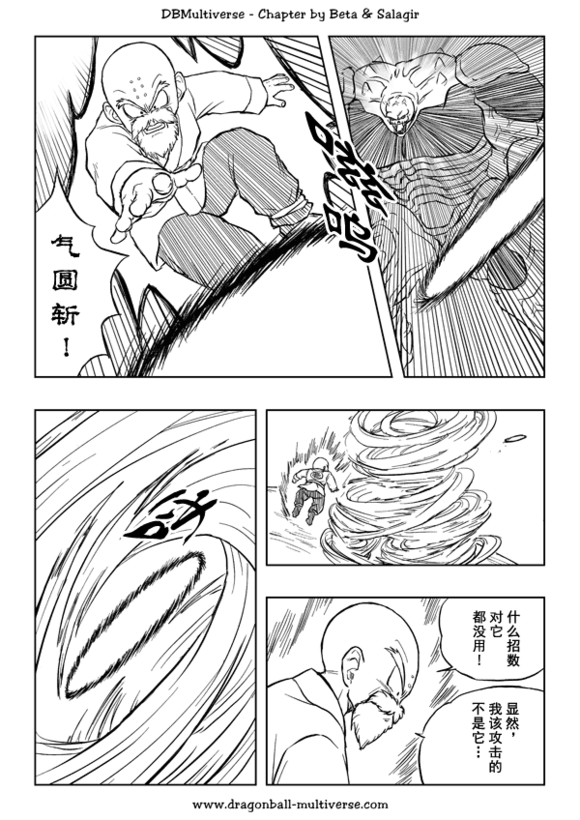 DBMultiverse - Chapter by Beta & Salagir
气圆斩！
什么招数
对它
都没用！
显然，
我该攻击的
不是它…
www.dragonball-multiverse.com